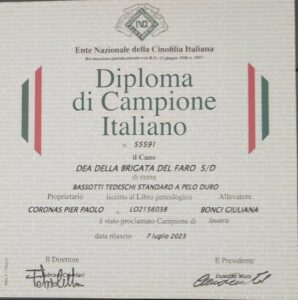 Ente Nazionale della Cinofilia Italiana
Diploma
di Campione
Italiano
n. 55591
il Cane
DEA DELLA BRIGATA DEL FARO S/D
di razza
BASSOTTI TEDESCHI STANDARD A PELO DURO
Proprietario iscritto al Libro genealogico Allevatore
CORONAS PIER PAOLO n. LO2156038 BONCI GIULIANA
è stato proclamato Campione di
lavoro
data rilascio 7 luglio 2023
Il Direttore Il Presidente